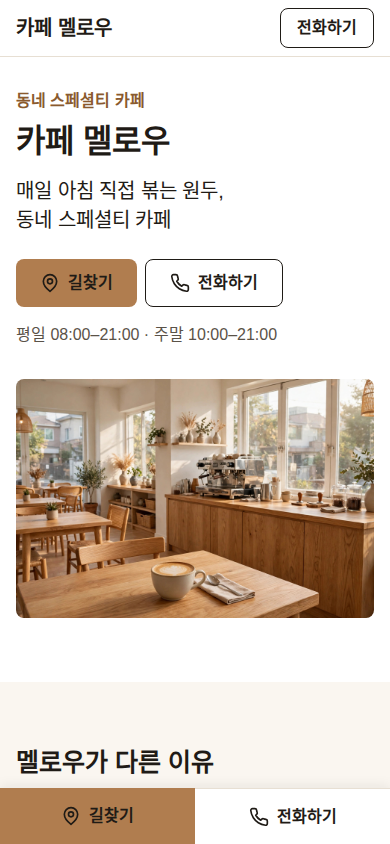 카페 멜로우
전화하기
동네 스페셜티 카페
카페 멜로우
매일 아침 직접 볶는 원두,
동네 스페셜티 카페
길찾기
전화하기
평일 08:00–21:00 · 주말 10:00–21:00
멜로우가 다른 이유
길찾기
전화하기